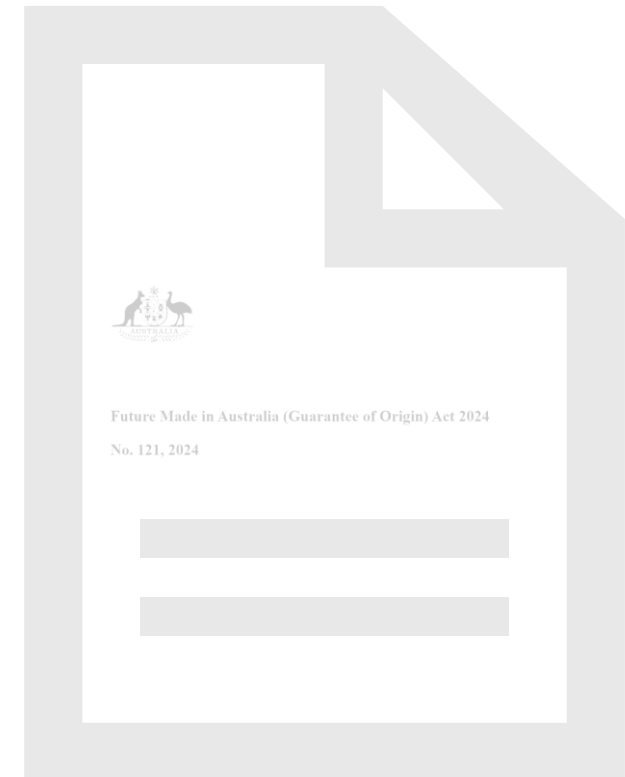 AUSTRALIA
Future Made in Australia (Guarantee of Origin) Act 2024
No. 121, 2024